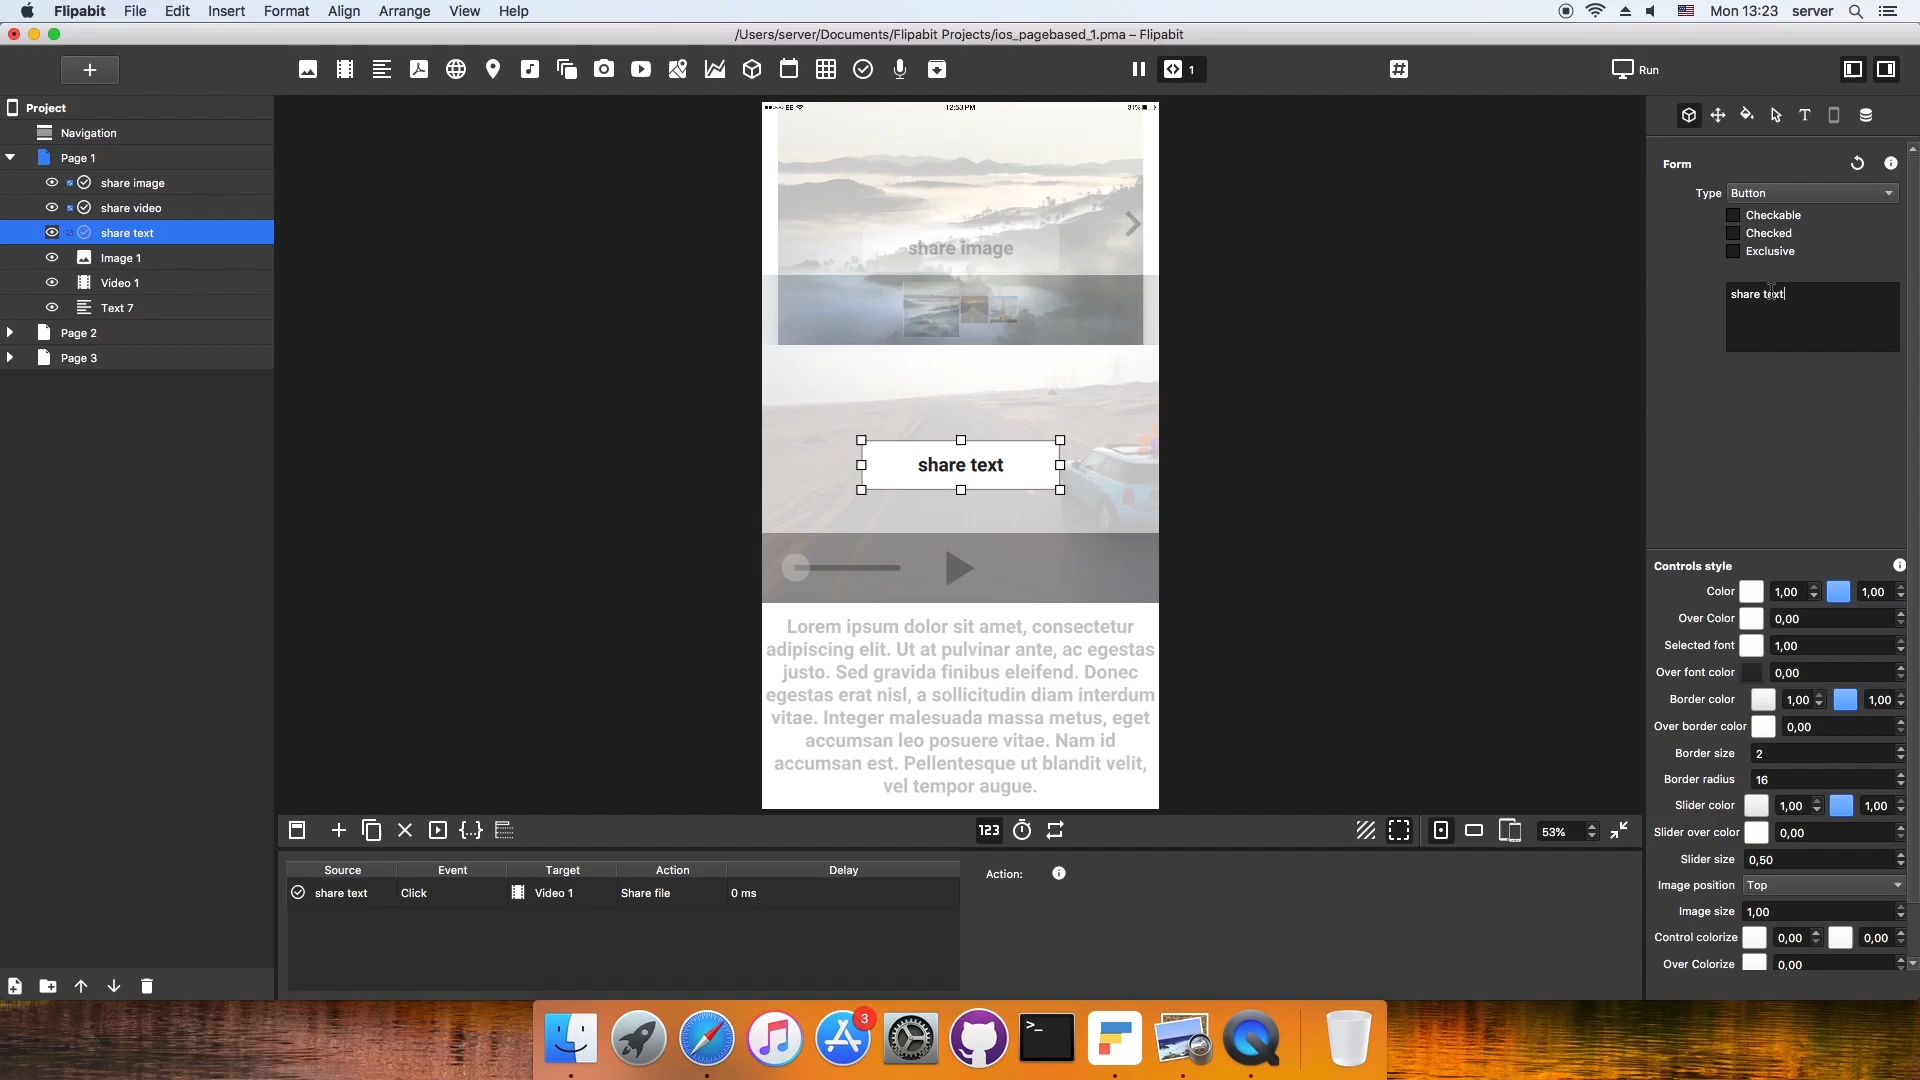 Flipabit File Edit Insert Format Align Arrange View Help
Mon 13:23 server
/Users/server/Documents/Flipabit Projects/ios_pagebased_1.pma – Flipabit
1
Run
Project
Navigation
Page 1
share image
share video
share text
Image 1
Video 1
Text 7
Page 2
Page 3
EE 12:53 PM 81%
share image
share text
Lorem ipsum dolor sit amet, consectetur
adipiscing elit. Ut at pulvinar ante, ac egestas
justo. Sed gravida finibus eleifend. Donec
egestas erat nisl, a sollicitudin diam interdum
vitae. Integer malesuada massa metus, eget
accumsan leo posuere vitae. Nam id
accumsan est. Pellentesque ut blandit velit,
vel tempor augue.
Form
Type Button
Checkable
Checked
Exclusive
share text
Controls style
Color 1,00 1,00
Over Color 0,00
Selected font 1,00
Over font color 0,00
Border color 1,00 1,00
Over border color 0,00
Border size 2
Border radius 16
Slider color 1,00 1,00
Slider over color 0,00
Slider size 0,50
Image position Top
Image size 1,00
Control colorize 0,00 0,00
Over Colorize 0,00
123
53%
Source Event Target Action Delay
share text Click Video 1 Share file 0 ms
Action:
3